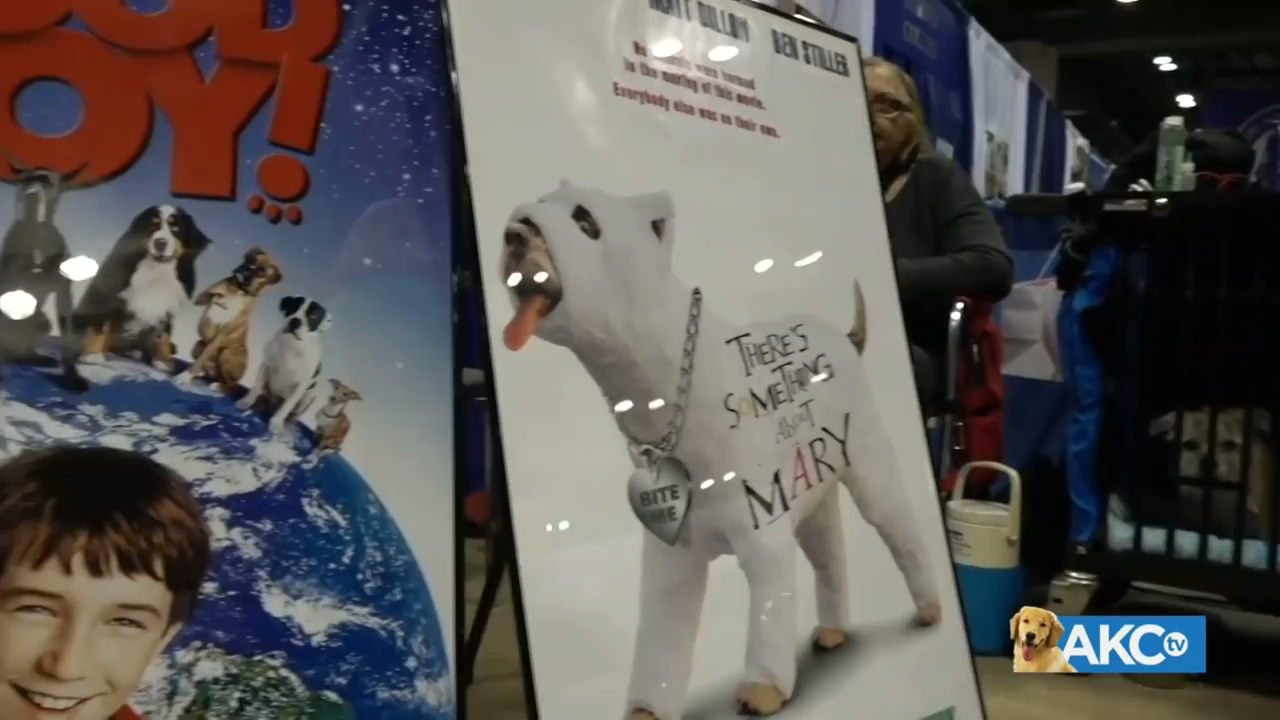 OOD
OY!
MATT DILLON BEN STILLER
No were harmed
in the making of this movie.
Everybody else was on their own.
THERE'S
SOMETHING
ABOUT
MARY
BITE
ME
AKC tv